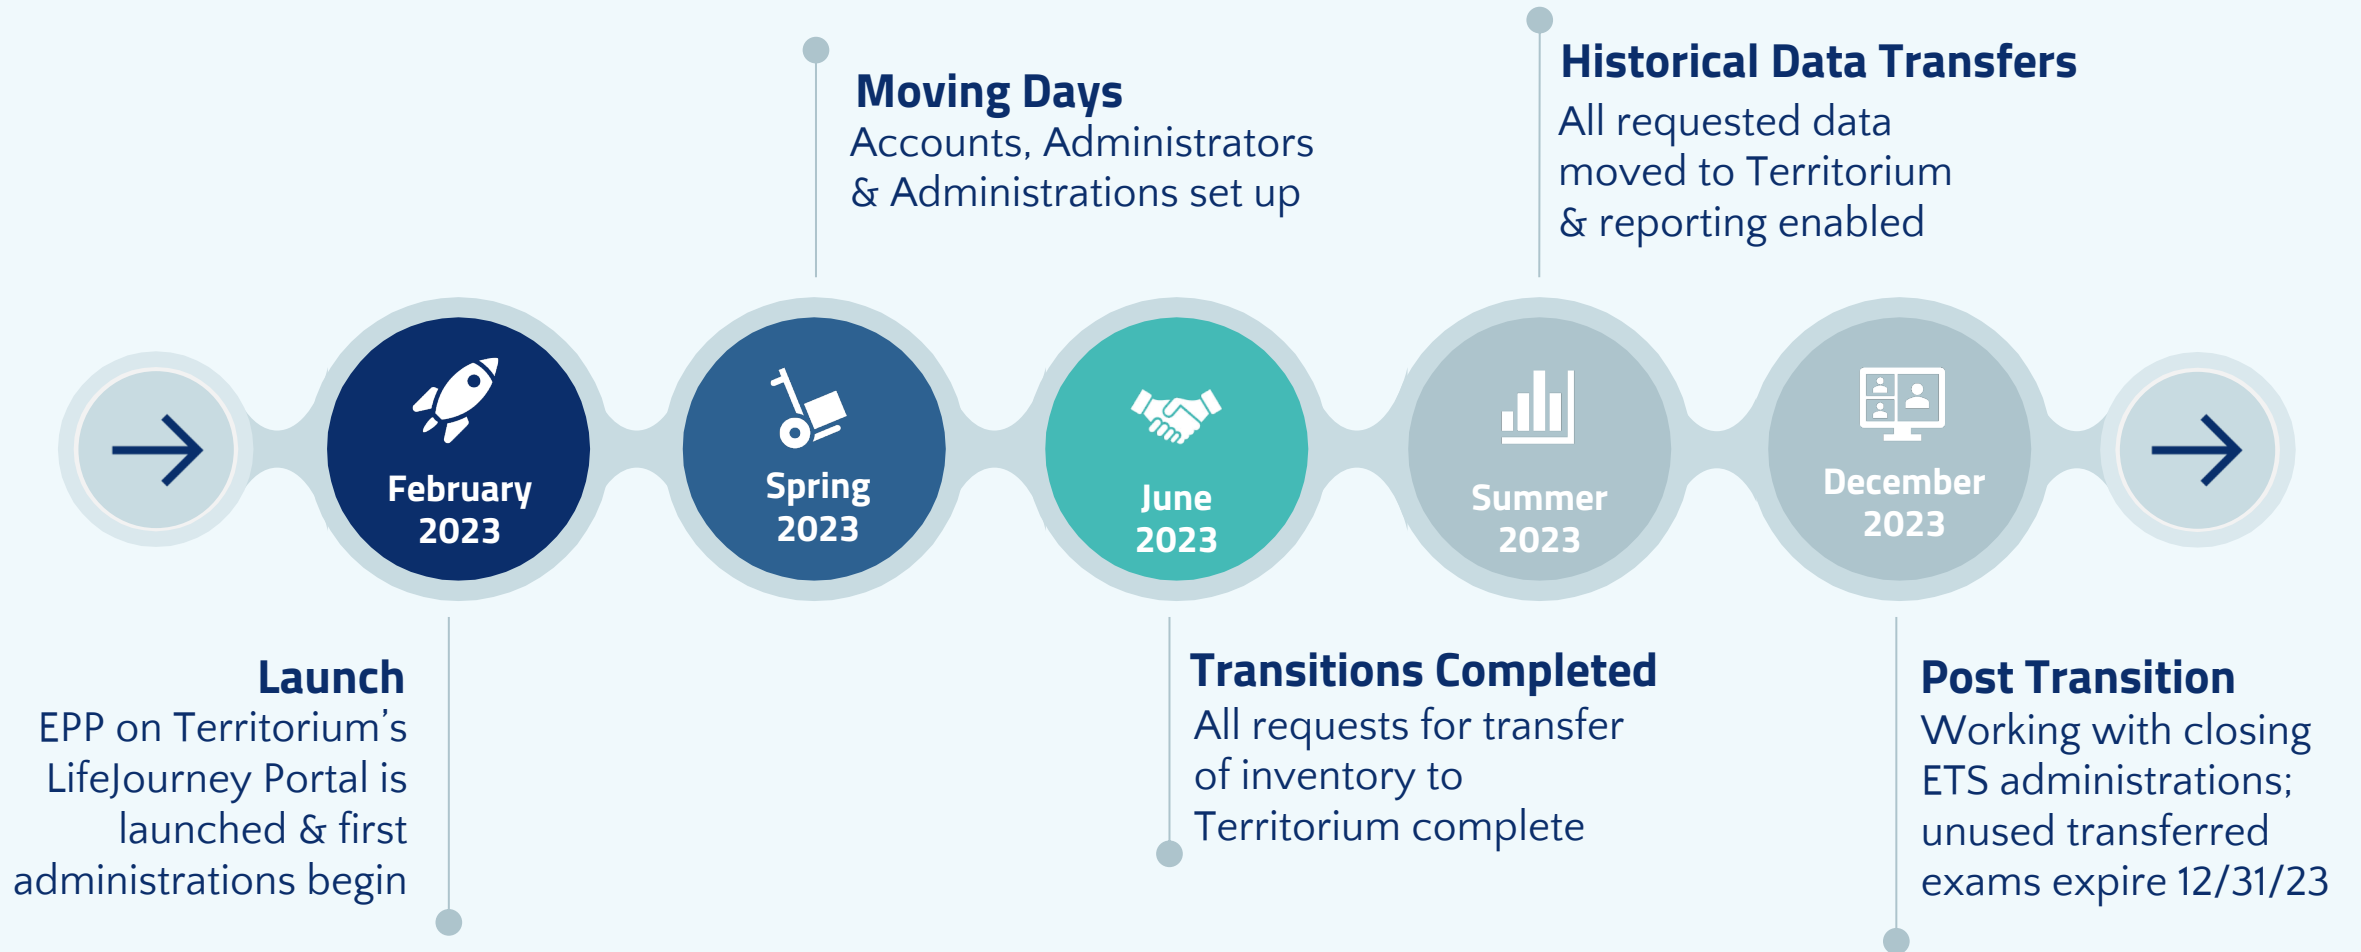 Moving Days
Accounts, Administrators
& Administrations set up
Historical Data Transfers
All requested data
moved to Territorium
& reporting enabled
February
2023
Spring
2023
June
2023
Summer
2023
December
2023
Launch
EPP on Territorium’s
LifeJourney Portal is
launched & first
administrations begin
Transitions Completed
All requests for transfer
of inventory to
Territorium complete
Post Transition
Working with closing
ETS administrations;
unused transferred
exams expire 12/31/23